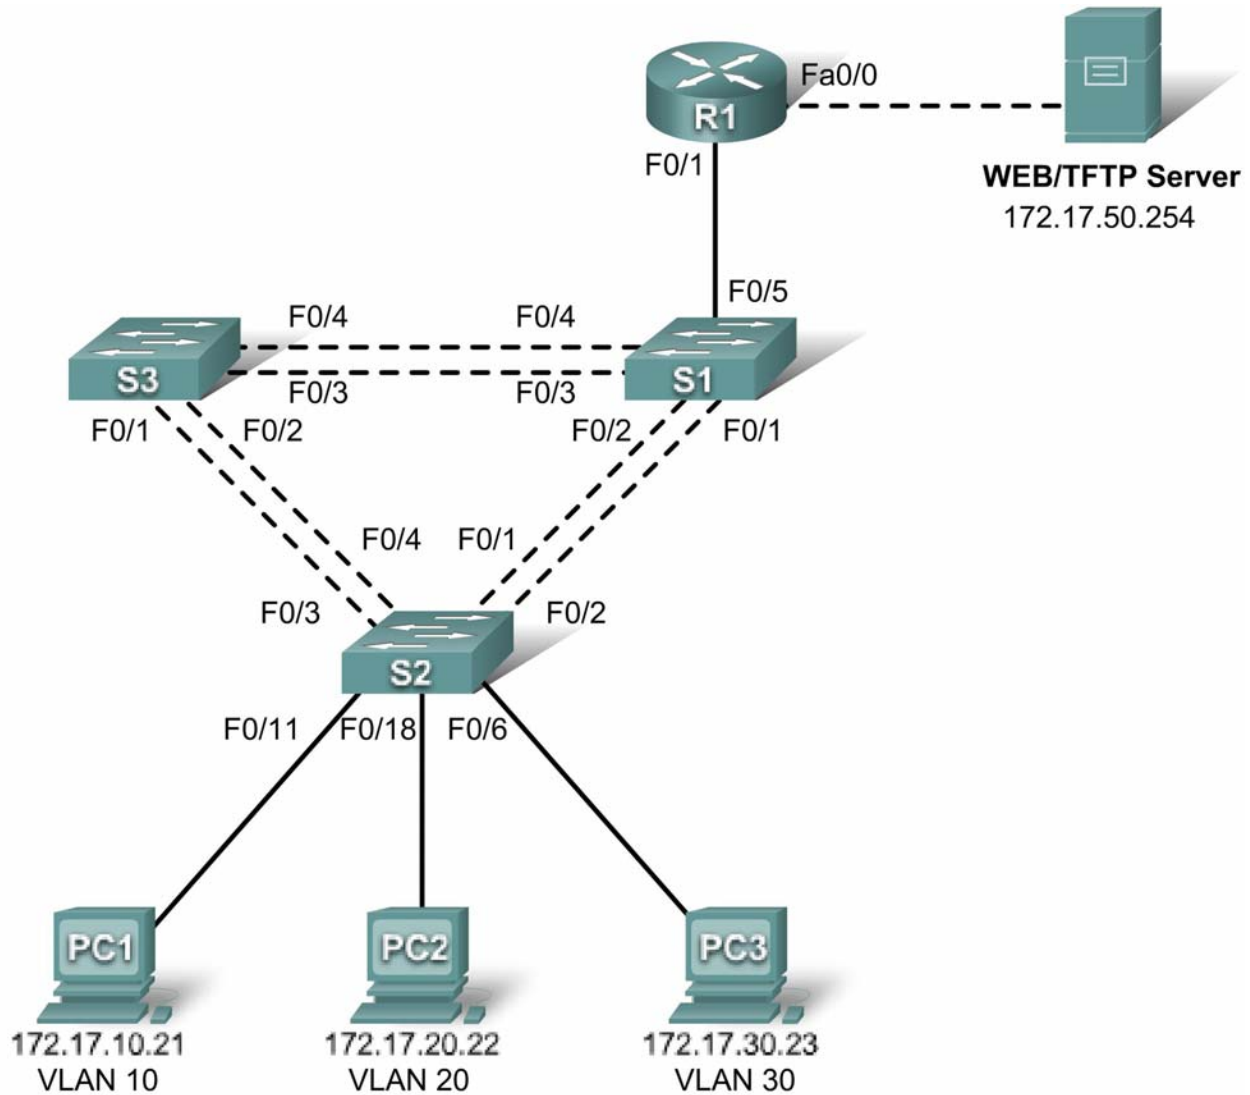 Fa0/0
R1
F0/1
WEB/TFTP Server
172.17.50.254
F0/5
F0/4
F0/4
S3
S1
F0/3
F0/3
F0/1
F0/2
F0/2
F0/1
F0/4
F0/1
F0/3
F0/2
S2
F0/11
F0/18
F0/6
PC1
PC2
PC3
172.17.10.21
172.17.20.22
172.17.30.23
VLAN 10
VLAN 20
VLAN 30